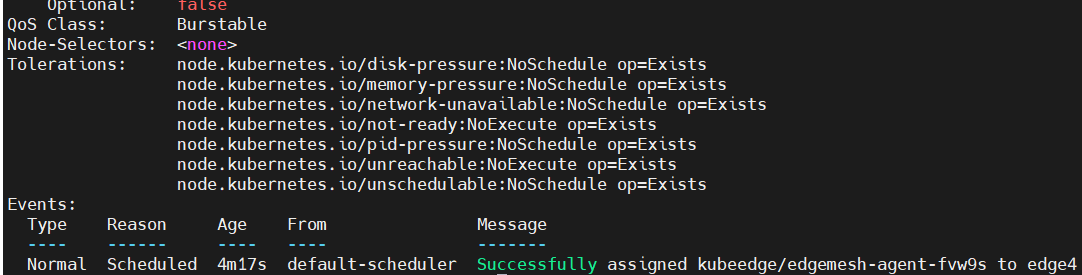 Optional:    false
QoS Class:       Burstable
Node-Selectors:  <none>
Tolerations:     node.kubernetes.io/disk-pressure:NoSchedule op=Exists
                 node.kubernetes.io/memory-pressure:NoSchedule op=Exists
                 node.kubernetes.io/network-unavailable:NoSchedule op=Exists
                 node.kubernetes.io/not-ready:NoExecute op=Exists
                 node.kubernetes.io/pid-pressure:NoSchedule op=Exists
                 node.kubernetes.io/unreachable:NoExecute op=Exists
                 node.kubernetes.io/unschedulable:NoSchedule op=Exists
Events:
  Type    Reason     Age    From               Message
  ----    ------     ----   ----               -------
  Normal  Scheduled  4m17s  default-scheduler  Successfully assigned kubeedge/edgemesh-agent-fvw9s to edge4